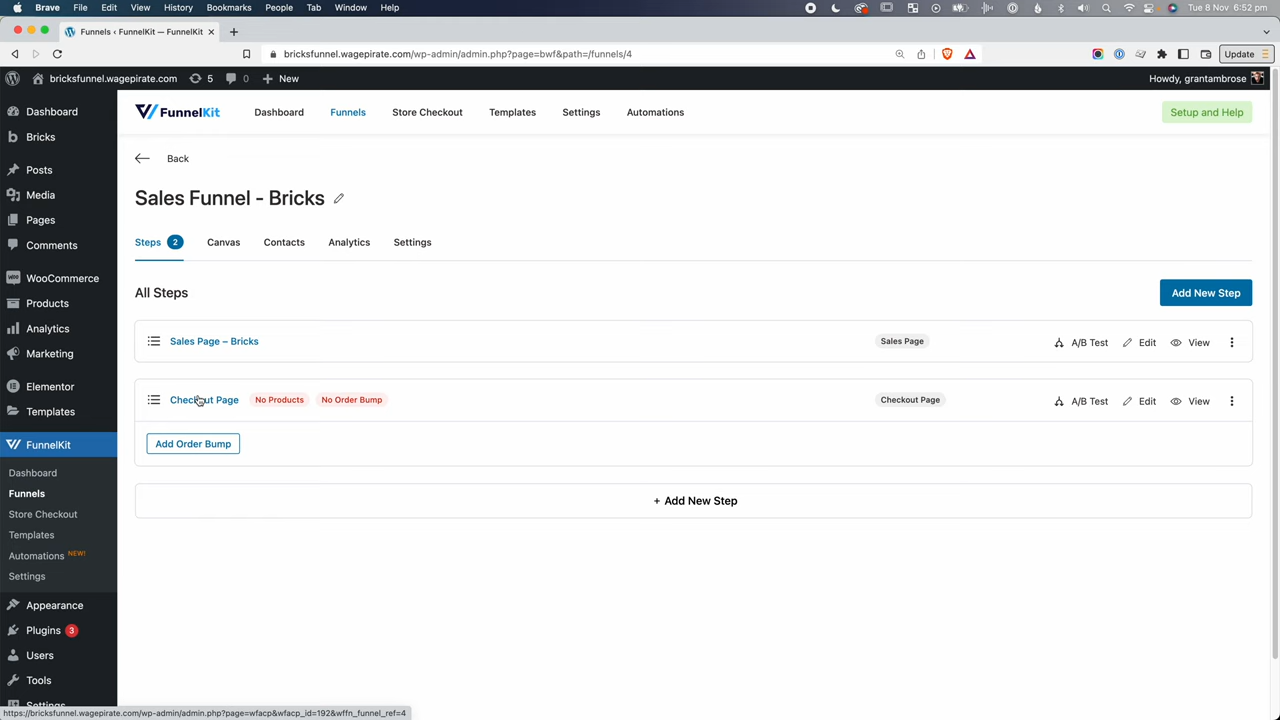 Brave File Edit View History Bookmarks People Tab Window Help Tue 8 Nov 6:52 pm
Funnels ‹ FunnelKit — FunnelKit
bricksfunnel.wagepirate.com/wp-admin/admin.php?page=bwf&path=/funnels/4 Update
bricksfunnel.wagepirate.com 5 0 + New Howdy, grantambrose
Dashboard
Bricks
Posts
Media
Pages
Comments
WooCommerce
Products
Analytics
Marketing
Elementor
Templates
FunnelKit
Dashboard
Funnels
Store Checkout
Templates
Automations NEW!
Settings
Appearance
Plugins 3
Users
Tools
Settings
FunnelKit Dashboard Funnels Store Checkout Templates Settings Automations Setup and Help
Back
Sales Funnel - Bricks
Steps 2 Canvas Contacts Analytics Settings
All Steps Add New Step
Sales Page – Bricks Sales Page A/B Test Edit View
Checkout Page No Products No Order Bump Checkout Page A/B Test Edit View
Add Order Bump
+ Add New Step
https://bricksfunnel.wagepirate.com/wp-admin/admin.php?page=wfacp&wfacp_id=192&wffn_funnel_ref=4